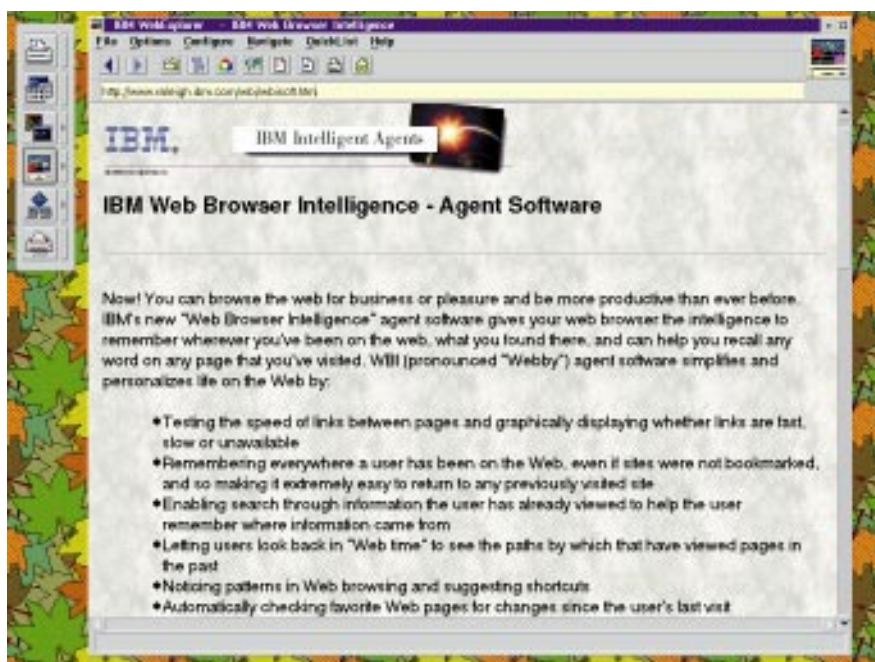 IBM WebExplorer - IBM Web Browser Intelligence
File Options Configure Navigate QuickList Help
IBM
IBM Intelligent Agents
IBM Web Browser Intelligence - Agent Software
Now! You can browse the web for business or pleasure and be more productive than ever before.
IBM's new "Web Browser Intelligence" agent software gives your web browser the intelligence to
remember wherever you've been on the web, what you found there, and can help you recall any
word on any page that you've visited. WBI (pronounced "Webby") agent software simplifies and
personalizes life on the Web by:
•Testing the speed of links between pages and graphically displaying whether links are fast,
slow or unavailable
•Remembering everywhere a user has been on the Web, even if sites were not bookmarked,
and so making it extremely easy to return to any previously visited site
•Enabling search through information the user has already viewed to help the user
remember where information came from
•Letting users look back in "Web time" to see the paths by which that have viewed pages in
the past
•Noticing patterns in Web browsing and suggesting shortcuts
•Automatically checking favorite Web pages for changes since the user's last visit